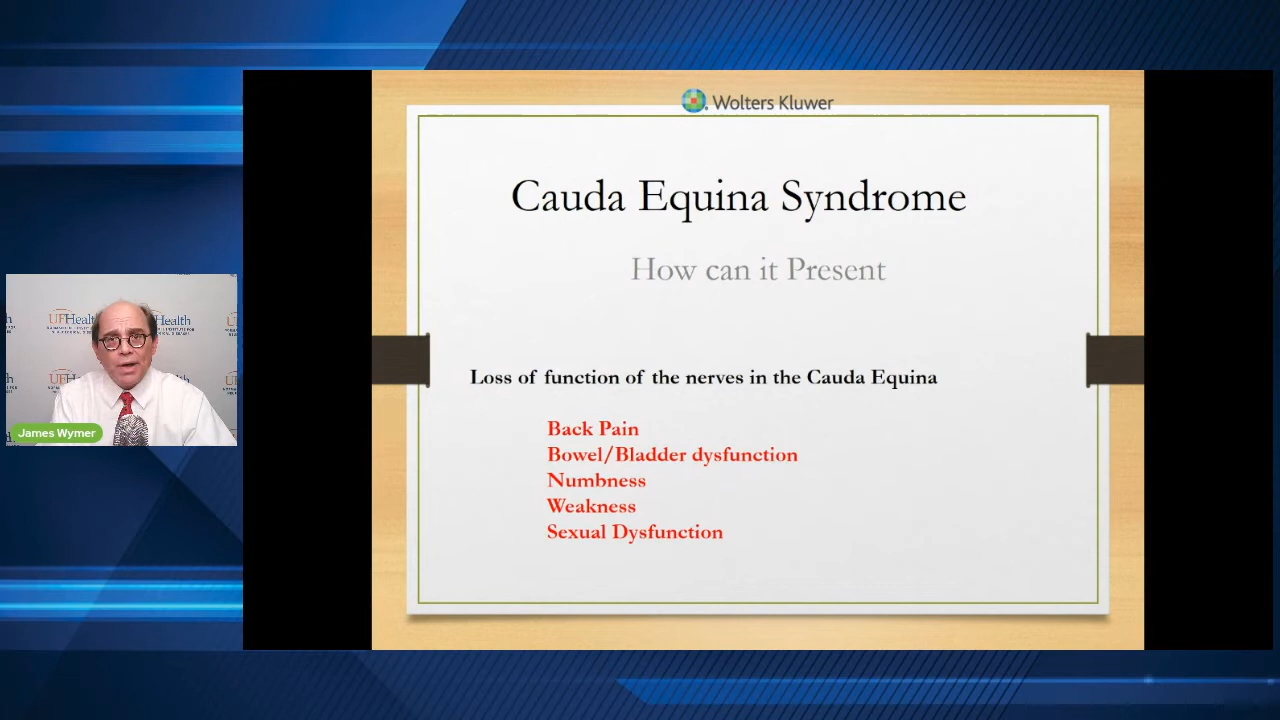 Wolters Kluwer
Cauda Equina Syndrome
How can it Present
Loss of function of the nerves in the Cauda Equina
Back Pain
Bowel/Bladder dysfunction
Numbness
Weakness
Sexual Dysfunction
UFHealth
Health
James Wymer